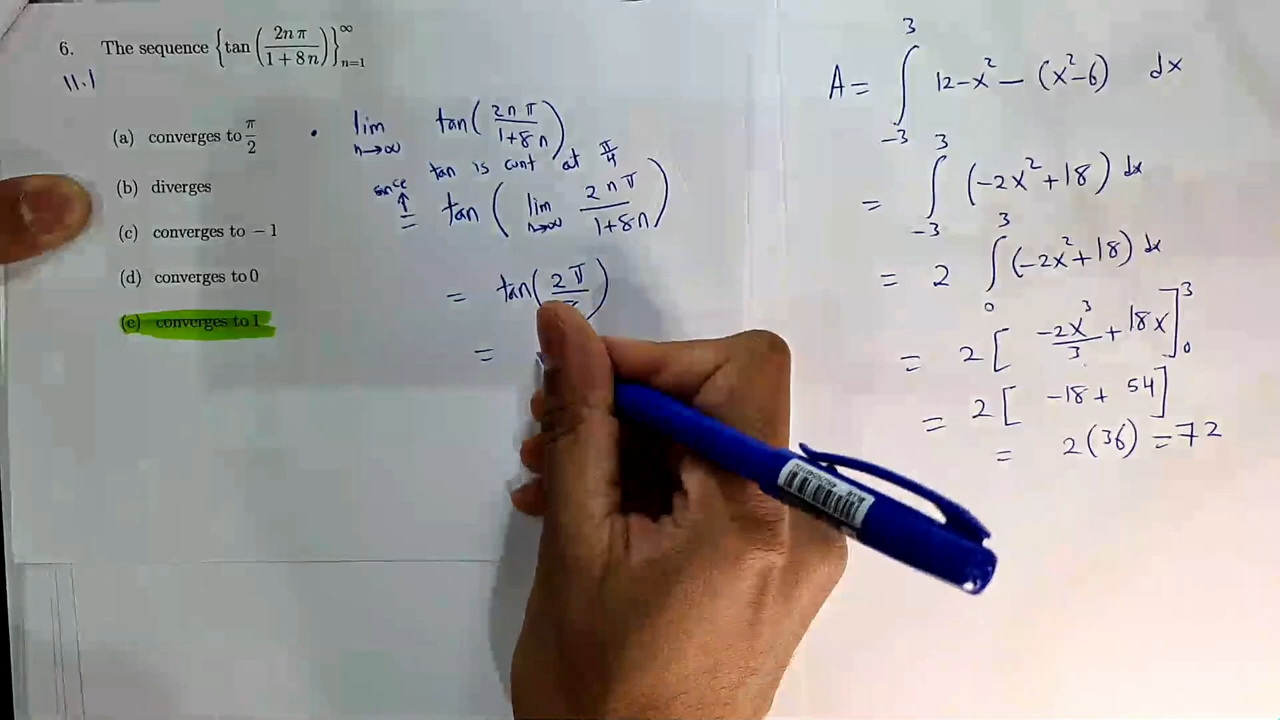 6. The sequence {tan (2n π / 1 + 8n)}∞n=1
11.1
(a) converges to π/2
(b) diverges
(c) converges to − 1
(d) converges to 0
(e) converges to 1
• lim n→∞ tan( 2n π / 1+8n )
since tan is cont at π/4
= tan ( lim n→∞ 2n π / 1+8n )
= tan( 2π
=
A = ∫ -3 3 12-x² - (x²-6) dx
= ∫ -3 3 (-2x²+18) dx
= 2 ∫ 0 3 (-2x²+18) dx
= 2 [ -2x³/3 + 18x ] 3 0
= 2 [ -18 + 54 ]
= 2 (36) = 72